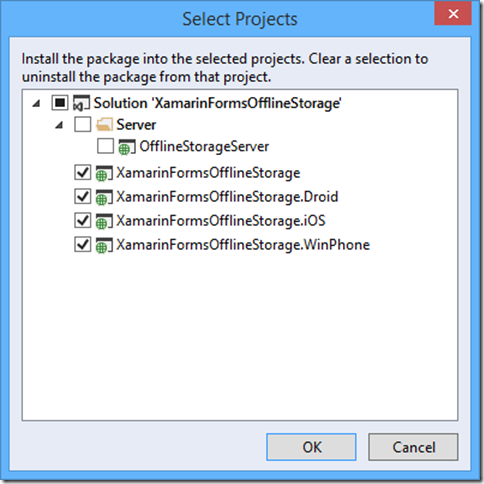 Select Projects
Install the package into the selected projects. Clear a selection to
uninstall the package from that project.
Solution 'XamarinFormsOfflineStorage'
Server
OfflineStorageServer
XamarinFormsOfflineStorage
XamarinFormsOfflineStorage.Droid
XamarinFormsOfflineStorage.iOS
XamarinFormsOfflineStorage.WinPhone
OK Cancel